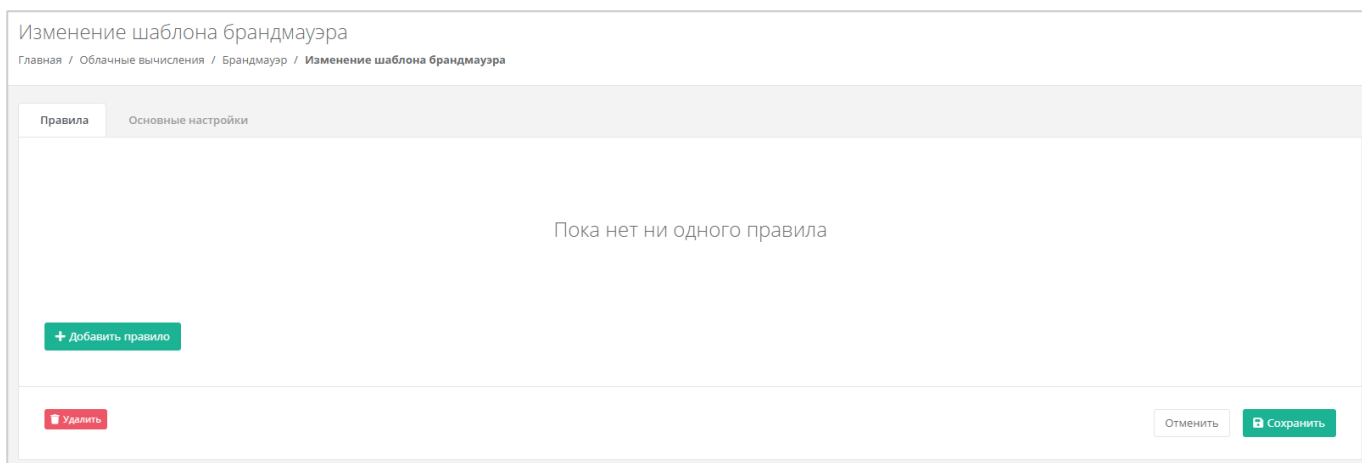 Изменение шаблона брандмауэра
Главная / Облачные вычисления / Брандмауэр / Изменение шаблона брандмауэра
Правила Основные настройки
Пока нет ни одного правила
+ Добавить правило
Удалить Отменить Сохранить